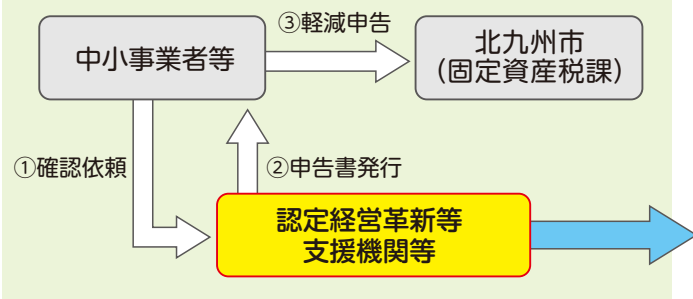 ③軽減申告
中小事業者等
北九州市
(固定資産税課)
①確認依頼
②申告書発行
認定経営革新等
支援機関等